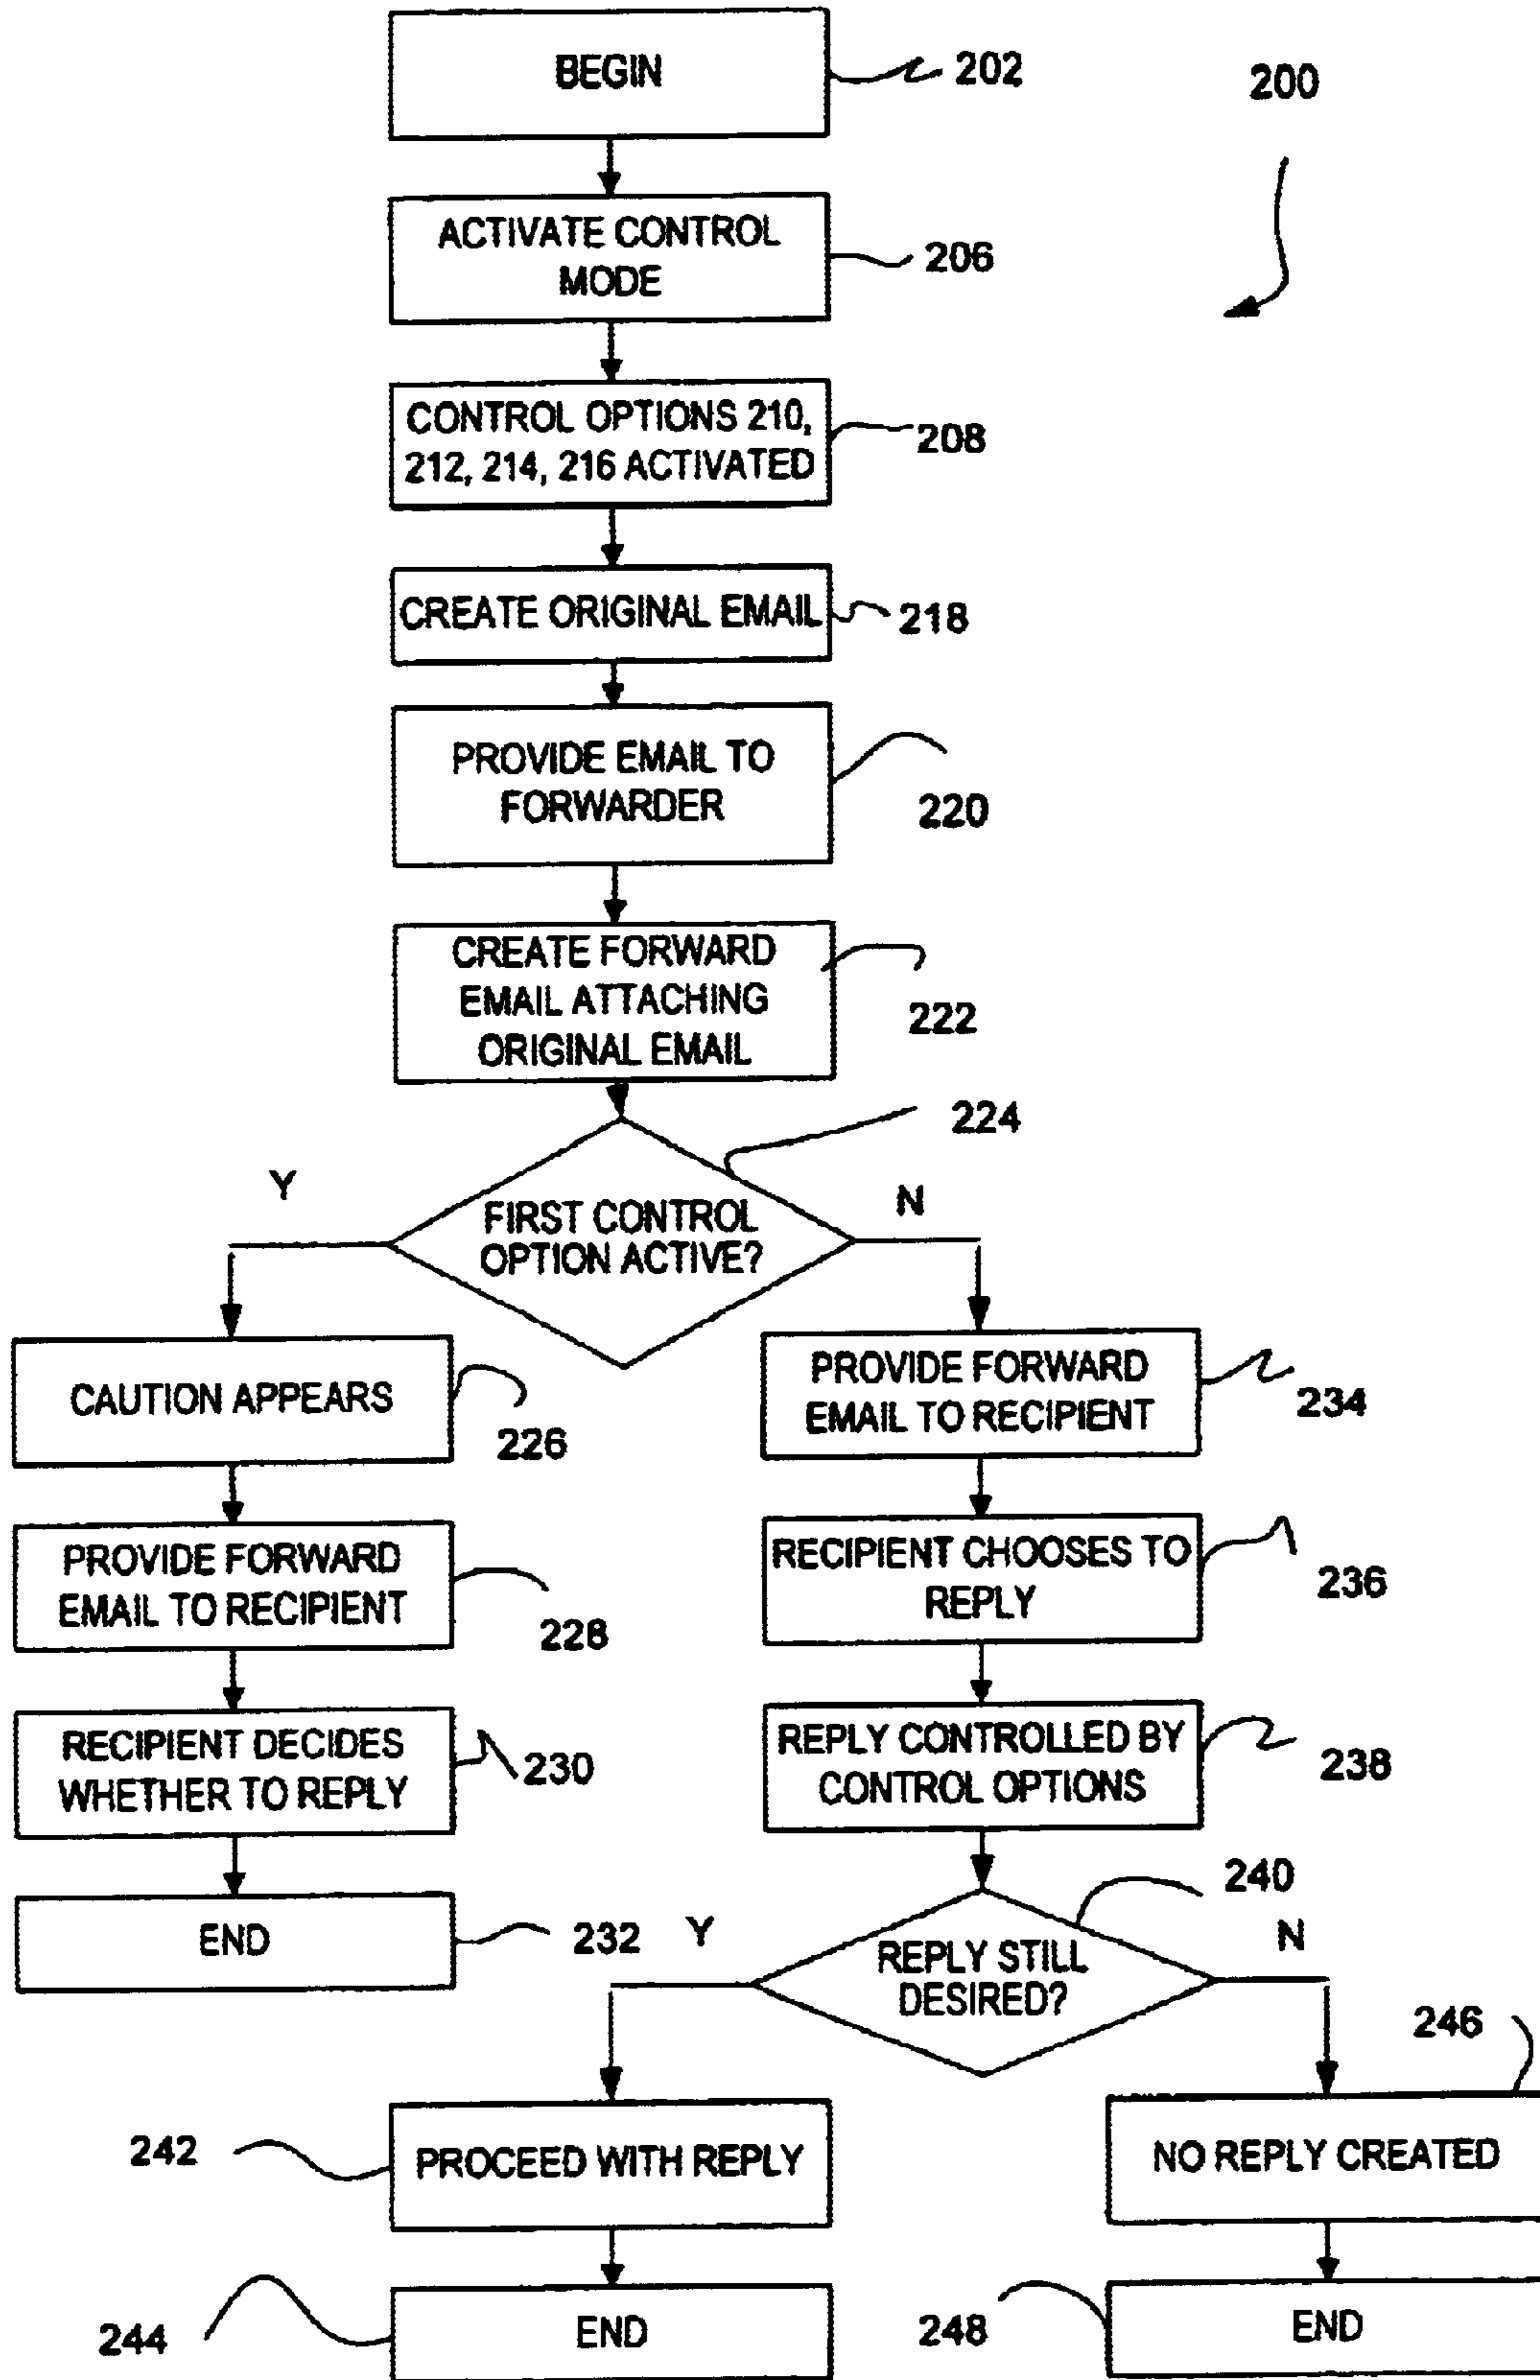 BEGIN
202
200
ACTIVATE CONTROL
MODE
206
CONTROL OPTIONS 210,
212, 214, 216 ACTIVATED
208
CREATE ORIGINAL EMAIL
218
PROVIDE EMAIL TO
FORWARDER
220
CREATE FORWARD
EMAIL ATTACHING
ORIGINAL EMAIL
222
224
Y
N
FIRST CONTROL
OPTION ACTIVE?
CAUTION APPEARS
226
PROVIDE FORWARD
EMAIL TO RECIPIENT
234
PROVIDE FORWARD
EMAIL TO RECIPIENT
228
RECIPIENT CHOOSES TO
REPLY
236
RECIPIENT DECIDES
WHETHER TO REPLY
230
REPLY CONTROLLED BY
CONTROL OPTIONS
238
END
232
240
Y
N
REPLY STILL
DESIRED?
246
242
PROCEED WITH REPLY
NO REPLY CREATED
244
END
248
END